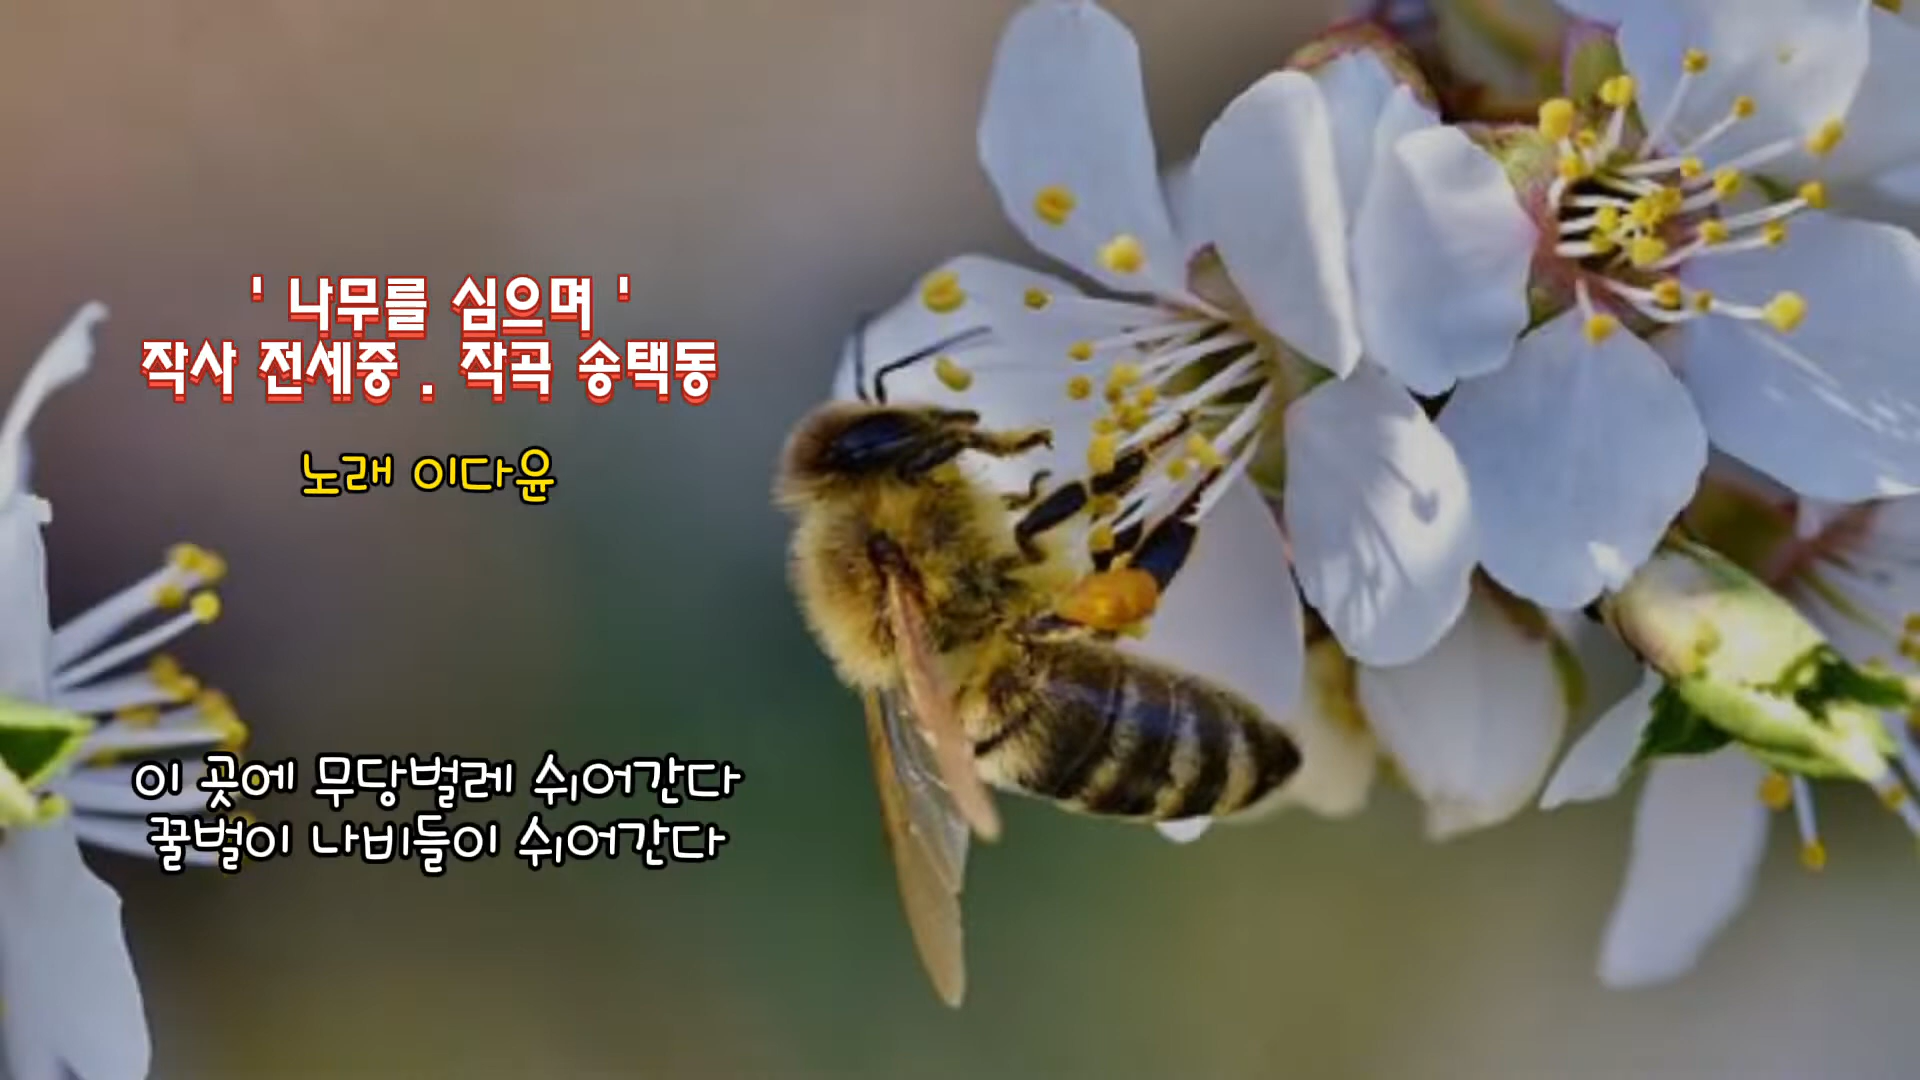 ' 나무를 심으며 '
작사 전세중 . 작곡 송택동
노래 이다윤
이 곳에 무당벌레 쉬어간다
꿀벌이 나비들이 쉬어간다